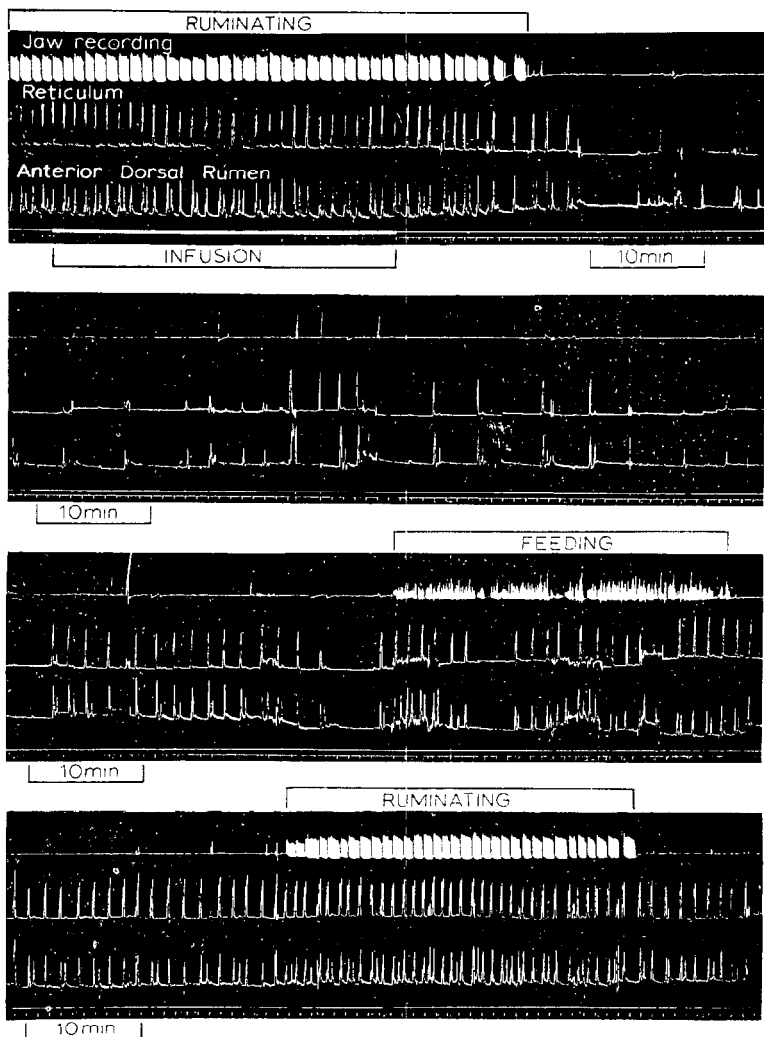 RUMINATING
Jaw recording
Reticulum
Anterior Dorsal Rumen
INFUSION
10min
10min
FEEDING
10min
RUMINATING
10min